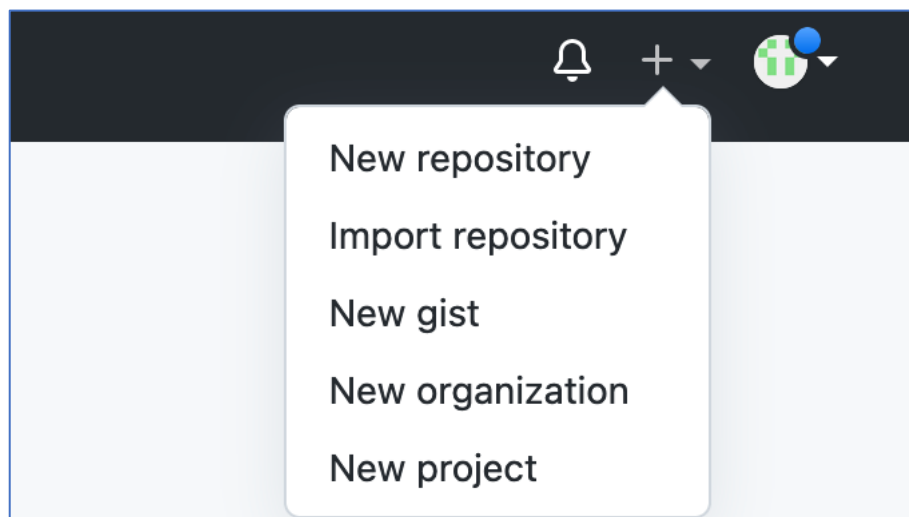 New repository
Import repository
New gist
New organization
New project